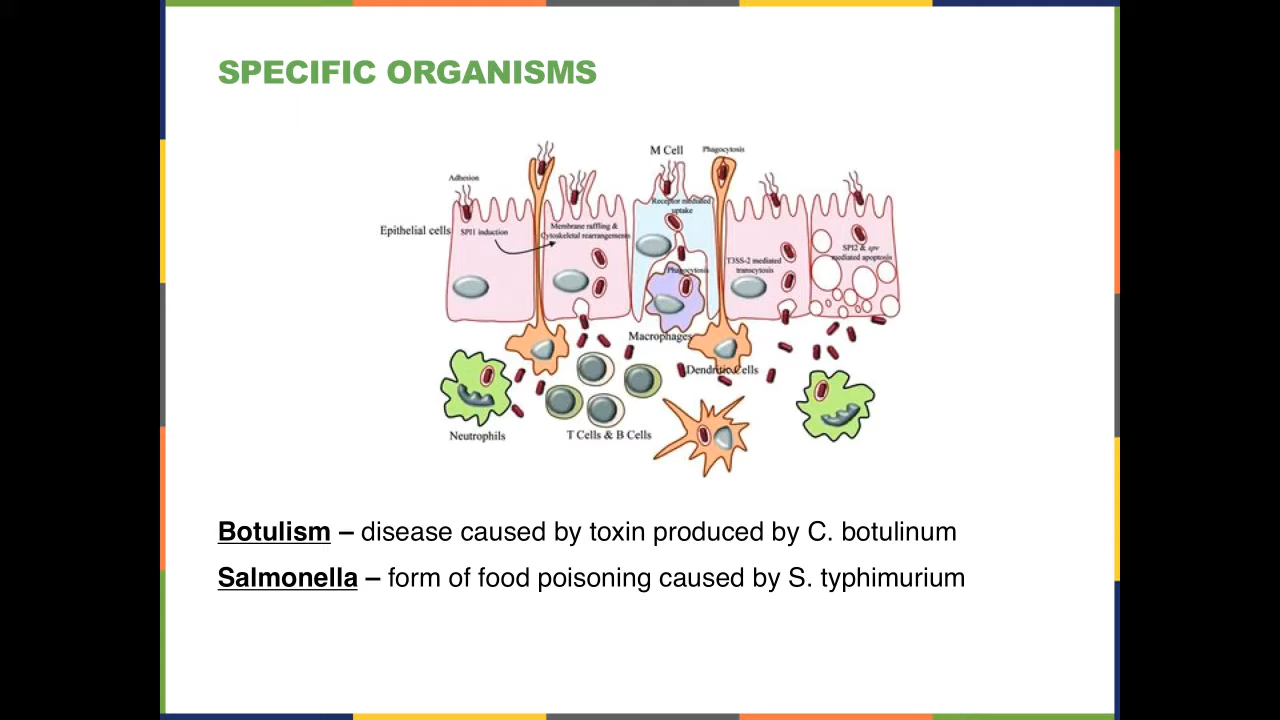 SPECIFIC ORGANISMS
M Cell
Phagocytosis
Adhesion
Receptor mediated
uptake
Epithelial cells
SPI1 induction
Membrane raffling &
Cytoskeletal rearrangements
SPI2 & spv
mediated apoptosis
T3SS-2 mediated
transcytosis
Phagocytosis
Macrophages
Dendritic Cells
Neutrophils
T Cells & B Cells
Botulism – disease caused by toxin produced by C. botulinum
Salmonella – form of food poisoning caused by S. typhimurium